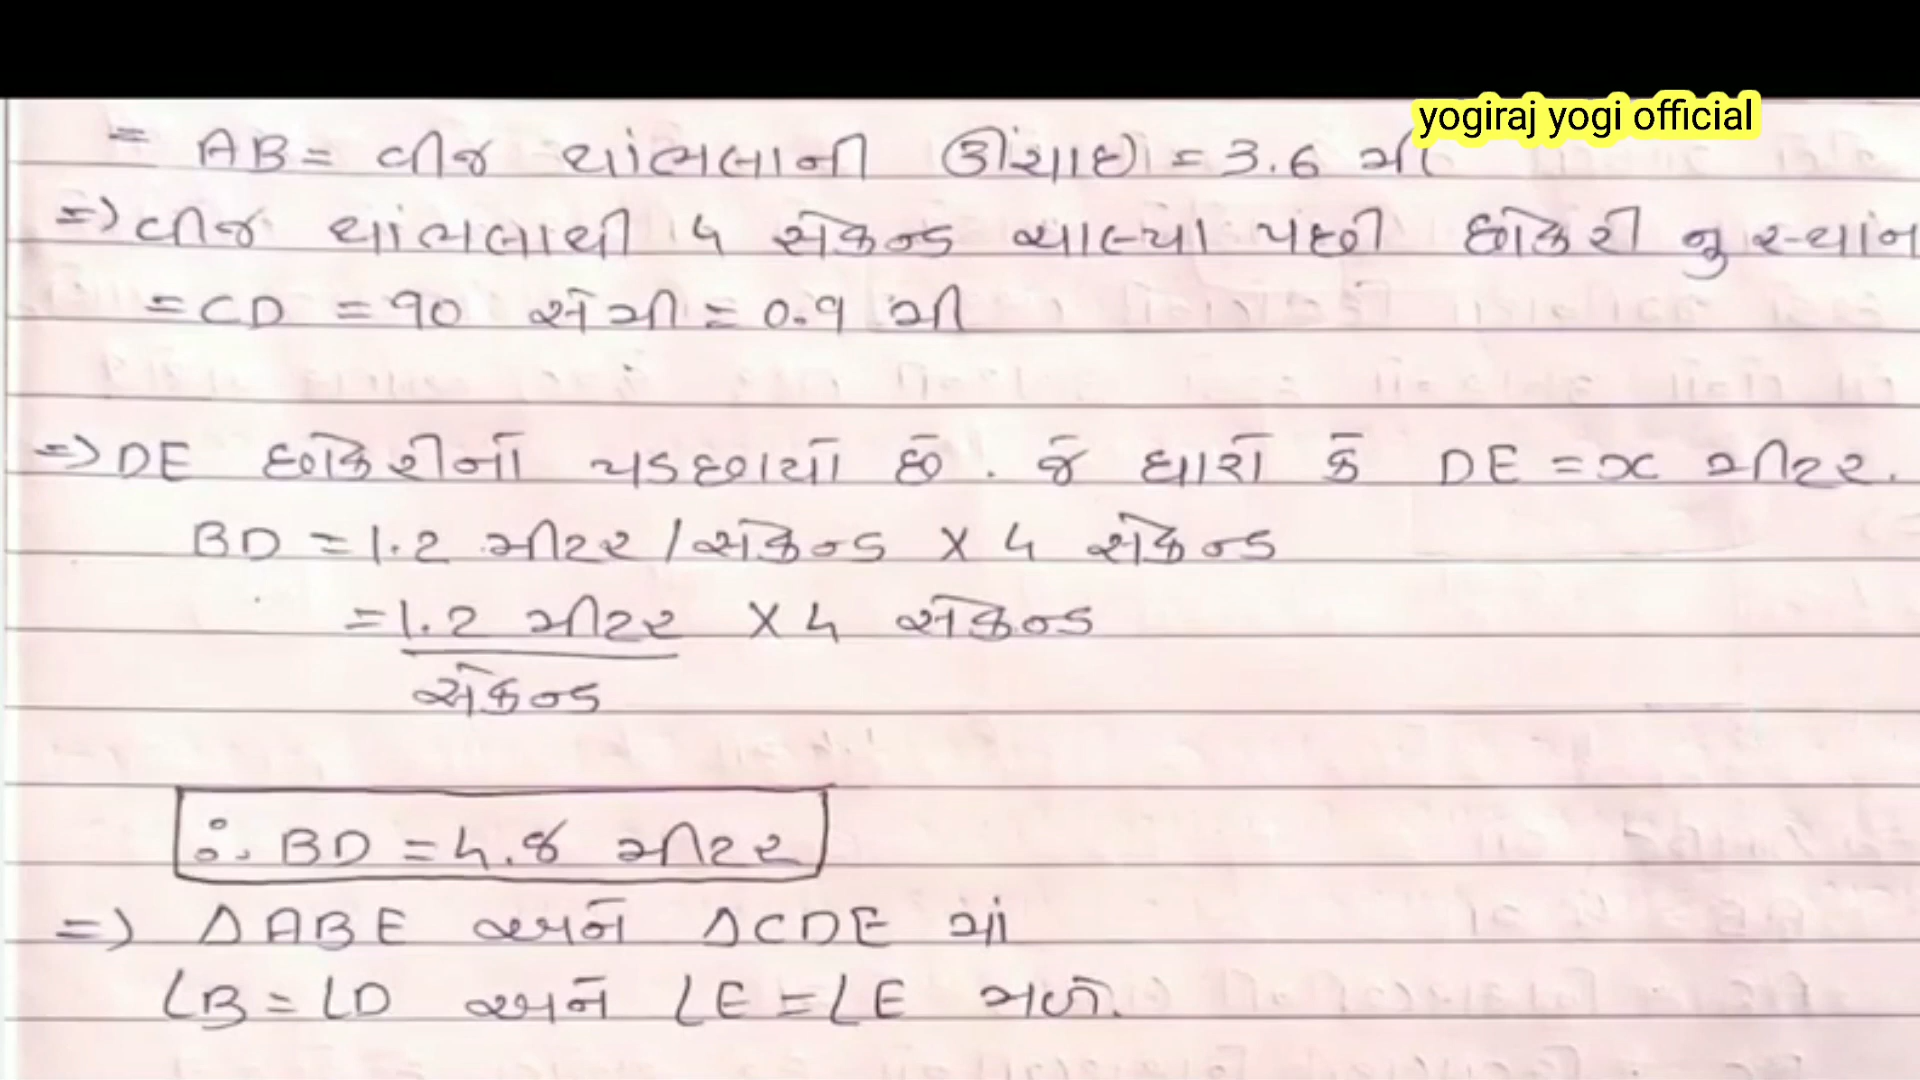 yogiraj yogi official
= AB = વીજ થાંભલાની ઊંચાઈ = 3.6 મી
=> વીજ થાંભલાથી 4 સેકન્ડ ચાલ્યા પછી છોકરી નુ સ્થાન
= CD = 90 સેમી = 0.9 મી
=> DE છોકરીનો પડછાયો છે. જે ધારો કે DE = x મીટર.
BD = 1.2 મીટર / સેકન્ડ X 4 સેકન્ડ
= 1.2 મીટર X 4 સેકન્ડ
સેકન્ડ
∴ BD = 4.8 મીટર
=> △ABE અને △CDE માં
∠B = ∠D અને ∠E = ∠E મળે.